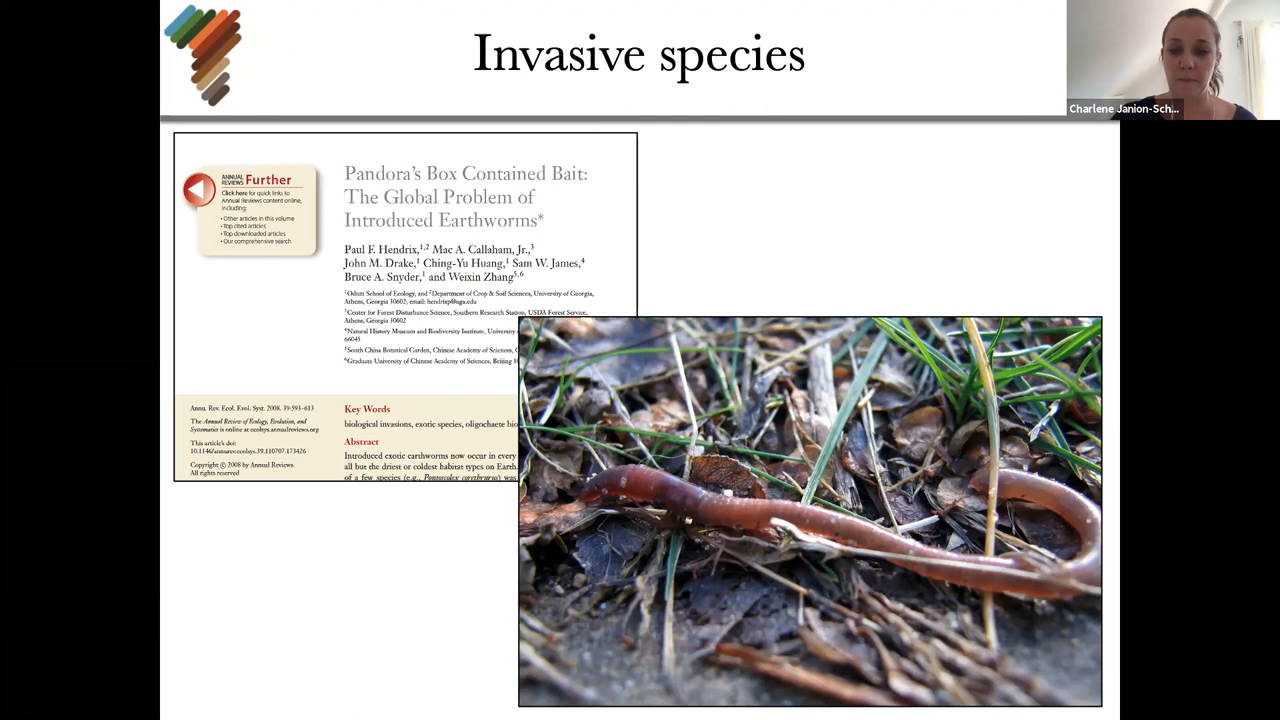 Invasive species
Charlene Janion-Sch...
ANNUAL
REVIEWS Further
Click here for quick links to
Annual Reviews content online,
including:
• Other articles in this volume
• Top cited articles
• Top downloaded articles
• Our comprehensive search
Pandora's Box Contained Bait:
The Global Problem of
Introduced Earthworms*
Paul F. Hendrix,1,2 Mac A. Callaham, Jr.,3
John M. Drake,1 Ching-Yu Huang,1 Sam W. James,4
Bruce A. Snyder,1 and Weixin Zhang5,6
1Odum School of Ecology, and 2Department of Crop & Soil Sciences, University of Georgia,
Athens, Georgia 30602; email: hendrixp@uga.edu
3Center for Forest Disturbance Science, Southern Research Station, USDA Forest Service,
Athens, Georgia 30602
4Natural History Museum and Biodiversity Institute, University
66045
5South China Botanical Garden, Chinese Academy of Sciences,
6Graduate University of Chinese Academy of Sciences, Beijing
Annu. Rev. Ecol. Evol. Syst. 2008. 39:593–613
The Annual Review of Ecology, Evolution, and
Systematics is online at ecolsys.annualreviews.org
This article's doi:
10.1146/annurev.ecolsys.39.110707.173426
Copyright © 2008 by Annual Reviews.
All rights reserved
Key Words
biological invasions, exotic species, oligochaete bio
Abstract
Introduced exotic earthworms now occur in every
all but the driest or coldest habitat types on Earth.
of a few species (e.g., Pontoscolex corethrurus) was